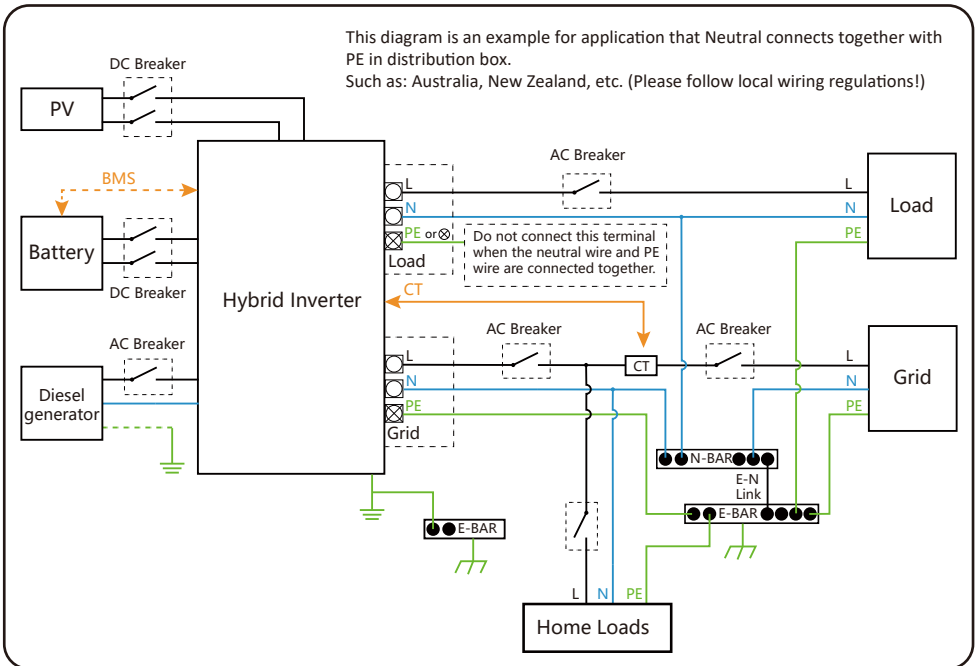 This diagram is an example for application that Neutral connects together with
PE in distribution box.
Such as: Australia, New Zealand, etc. (Please follow local wiring regulations!)
DC Breaker
PV
BMS
Battery
DC Breaker
AC Breaker
Diesel
generator
Hybrid Inverter
L
N
PE or⊗
Load
Do not connect this terminal
when the neutral wire and PE
wire are connected together.
AC Breaker
L
N
PE
Load
CT
AC Breaker
CT
AC Breaker
L
N
PE
Grid
L
N
PE
Grid
N-BAR
E-N
Link
E-BAR
E-BAR
L
N
PE
Home Loads